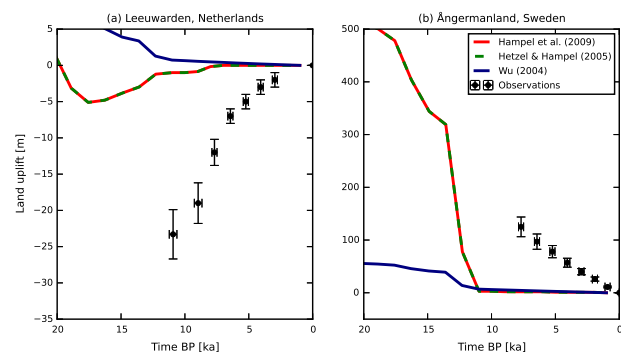 (a) Leeuwarden, Netherlands
(b) Ångermanland, Sweden
Land uplift [m]
5
0
−5
−10
−15
−20
−25
−30
−35
20
15
10
5
0
Time BP [ka]
500
400
300
200
100
0
20
15
10
5
0
Time BP [ka]
Hampel et al. (2009)
Hetzel & Hampel (2005)
Wu (2004)
Observations